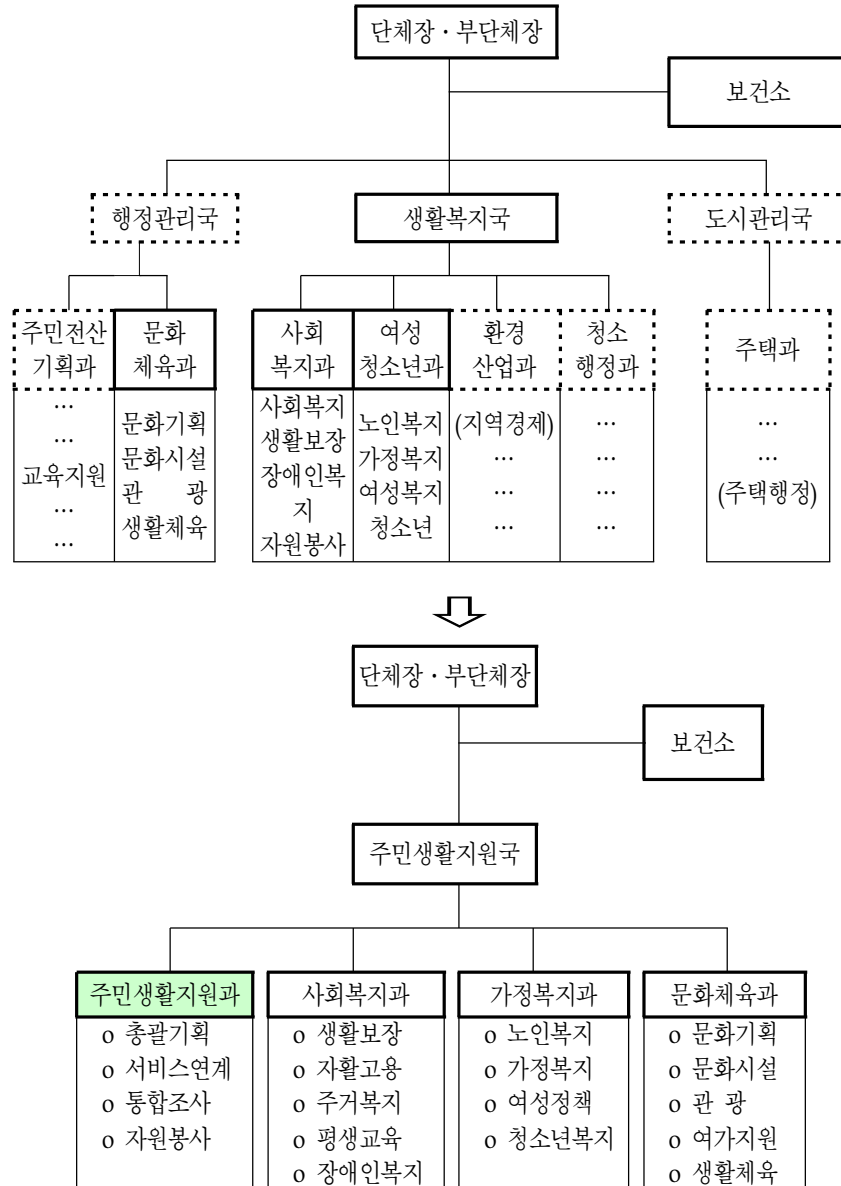 단체장·부단체장
보건소
행정관리국
생활복지국
도시관리국
주민전산
기획과
문화
체육과
사회
복지과
여성
청소년과
환경
산업과
청소
행정과
주택과
…
…
교육지원
…
…
문화기획
문화시설
관 광
생활체육
사회복지
생활보장
장애인복
지
자원봉사
노인복지
가정복지
여성복지
청소년
(지역경제)
…
…
…
…
…
…
…
…
…
(주택행정)
단체장·부단체장
보건소
주민생활지원국
주민생활지원과
o 총괄기획
o 서비스연계
o 통합조사
o 자원봉사
사회복지과
o 생활보장
o 자활고용
o 주거복지
o 평생교육
o 장애인복지
가정복지과
o 노인복지
o 가정복지
o 여성정책
o 청소년복지
문화체육과
o 문화기획
o 문화시설
o 관 광
o 여가지원
o 생활체육